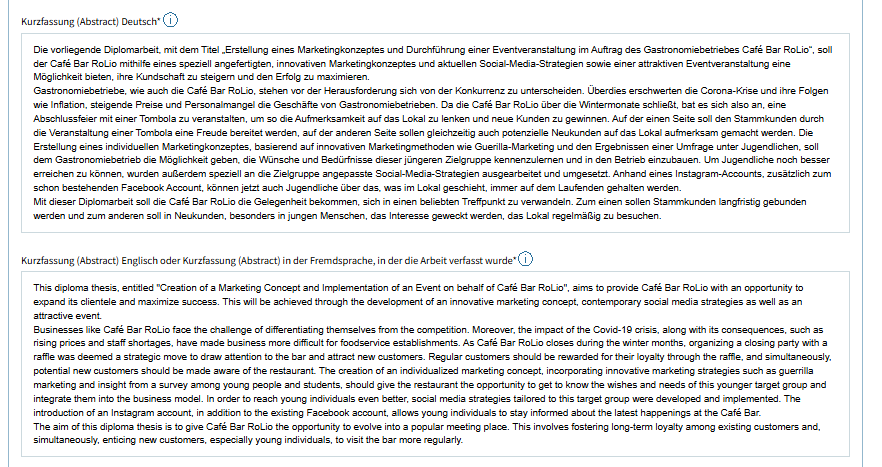 Kurzfassung (Abstract) Deutsch* i
Die vorliegende Diplomarbeit, mit dem Titel „Erstellung eines Marketingkonzeptes und Durchführung einer Eventveranstaltung im Auftrag des Gastronomiebetriebes Café Bar RoLio“, soll
der Café Bar RoLio mithilfe eines speziell angefertigten, innovativen Marketingkonzeptes und aktuellen Social-Media-Strategien sowie einer attraktiven Eventveranstaltung eine
Möglichkeit bieten, ihre Kundschaft zu steigern und den Erfolg zu maximieren.
Gastronomiebetriebe, wie auch die Café Bar RoLio, stehen vor der Herausforderung sich von der Konkurrenz zu unterscheiden. Überdies erschwerten die Corona-Krise und ihre Folgen
wie Inflation, steigende Preise und Personalmangel die Geschäfte von Gastronomiebetrieben. Da die Café Bar RoLio über die Wintermonate schließt, bat es sich also an, eine
Abschlussfeier mit einer Tombola zu veranstalten, um so die Aufmerksamkeit auf das Lokal zu lenken und neue Kunden zu gewinnen. Auf der einen Seite soll den Stammkunden durch
die Veranstaltung einer Tombola eine Freude bereitet werden, auf der anderen Seite sollen gleichzeitig auch potenzielle Neukunden auf das Lokal aufmerksam gemacht werden. Die
Erstellung eines individuellen Marketingkonzeptes, basierend auf innovativen Marketingmethoden wie Guerilla-Marketing und den Ergebnissen einer Umfrage unter Jugendlichen, soll
dem Gastronomiebetrieb die Möglichkeit geben, die Wünsche und Bedürfnisse dieser jüngeren Zielgruppe kennenzulernen und in den Betrieb einzubauen. Um Jugendliche noch besser
erreichen zu können, wurden außerdem speziell an die Zielgruppe angepasste Social-Media-Strategien ausgearbeitet und umgesetzt. Anhand eines Instagram-Accounts, zusätzlich zum
schon bestehenden Facebook Account, können jetzt auch Jugendliche über das, was im Lokal geschieht, immer auf dem Laufenden gehalten werden.
Mit dieser Diplomarbeit soll die Café Bar RoLio die Gelegenheit bekommen, sich in einen beliebten Treffpunkt zu verwandeln. Zum einen sollen Stammkunden langfristig gebunden
werden und zum anderen soll in Neukunden, besonders in jungen Menschen, das Interesse geweckt werden, das Lokal regelmäßig zu besuchen.
Kurzfassung (Abstract) Englisch oder Kurzfassung (Abstract) in der Fremdsprache, in der die Arbeit verfasst wurde* i
This diploma thesis, entitled "Creation of a Marketing Concept and Implementation of an Event on behalf of Café Bar RoLio", aims to provide Café Bar RoLio with an opportunity to
expand its clientele and maximize success. This will be achieved through the development of an innovative marketing concept, contemporary social media strategies as well as an
attractive event.
Businesses like Café Bar RoLio face the challenge of differentiating themselves from the competition. Moreover, the impact of the Covid-19 crisis, along with its consequences, such as
rising prices and staff shortages, have made business more difficult for foodservice establishments. As Café Bar RoLio closes during the winter months, organizing a closing party with a
raffle was deemed a strategic move to draw attention to the bar and attract new customers. Regular customers should be rewarded for their loyalty through the raffle, and simultaneously,
potential new customers should be made aware of the restaurant. The creation of an individualized marketing concept, incorporating innovative marketing strategies such as guerrilla
marketing and insight from a survey among young people and students, should give the restaurant the opportunity to get to know the wishes and needs of this younger target group and
integrate them into the business model. In order to reach young individuals even better, social media strategies tailored to this target group were developed and implemented. The
introduction of an Instagram account, in addition to the existing Facebook account, allows young individuals to stay informed about the latest happenings at the Café Bar.
The aim of this diploma thesis is to give Café Bar RoLio the opportunity to evolve into a popular meeting place. This involves fostering long-term loyalty among existing customers and,
simultaneously, enticing new customers, especially young individuals, to visit the bar more regularly.